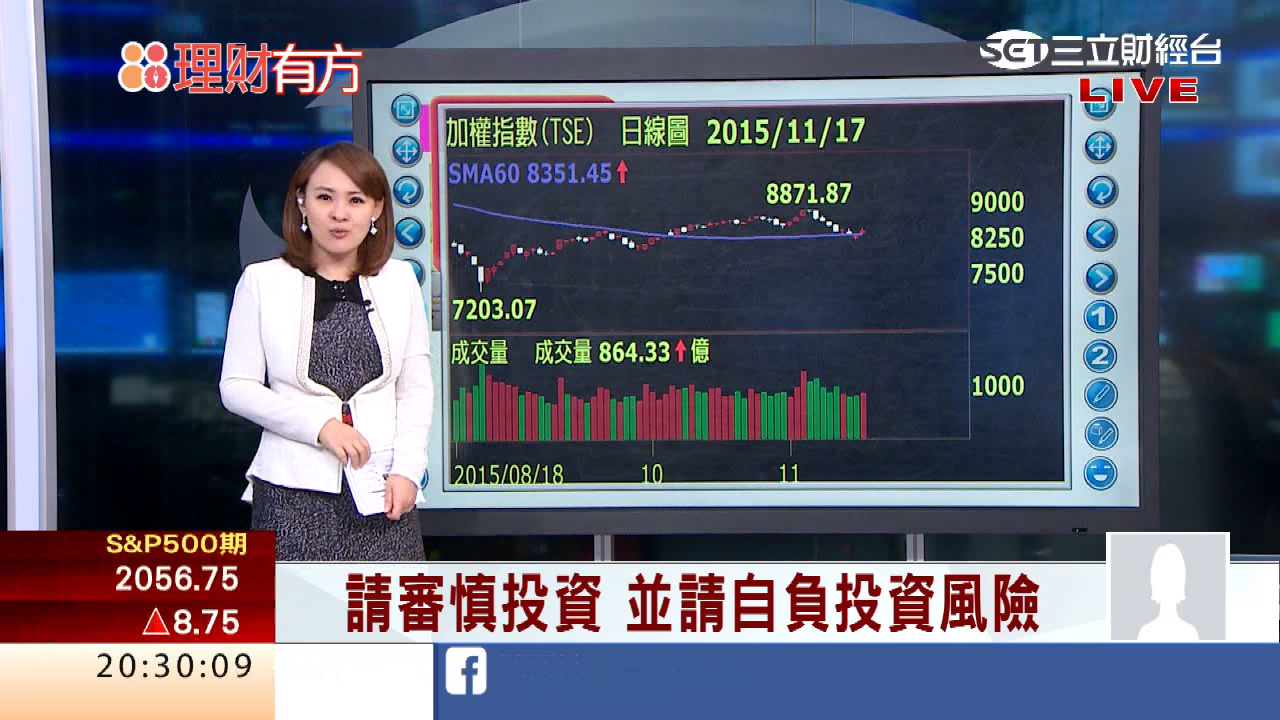 理財有方
SET三立財經台
LIVE
加權指數(TSE) 日線圖 2015/11/17
SMA60 8351.45↑
8871.87
9000
8250
7500
7203.07
成交量 成交量 864.33↑億
1000
2015/08/18 10 11
1
2
S&P500期
2056.75
△8.75
請審慎投資 並請自負投資風險
20:30:09
f